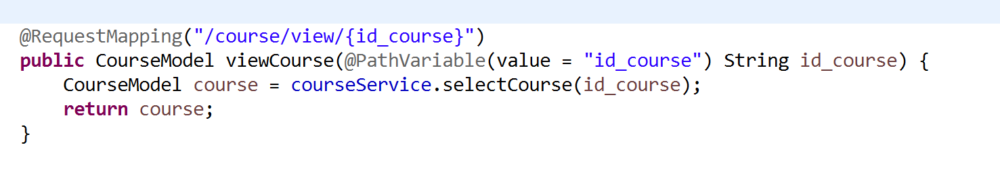 @RequestMapping("/course/view/{id_course}")
public CourseModel viewCourse(@PathVariable(value = "id_course") String id_course) {
    CourseModel course = courseService.selectCourse(id_course);
    return course;
}